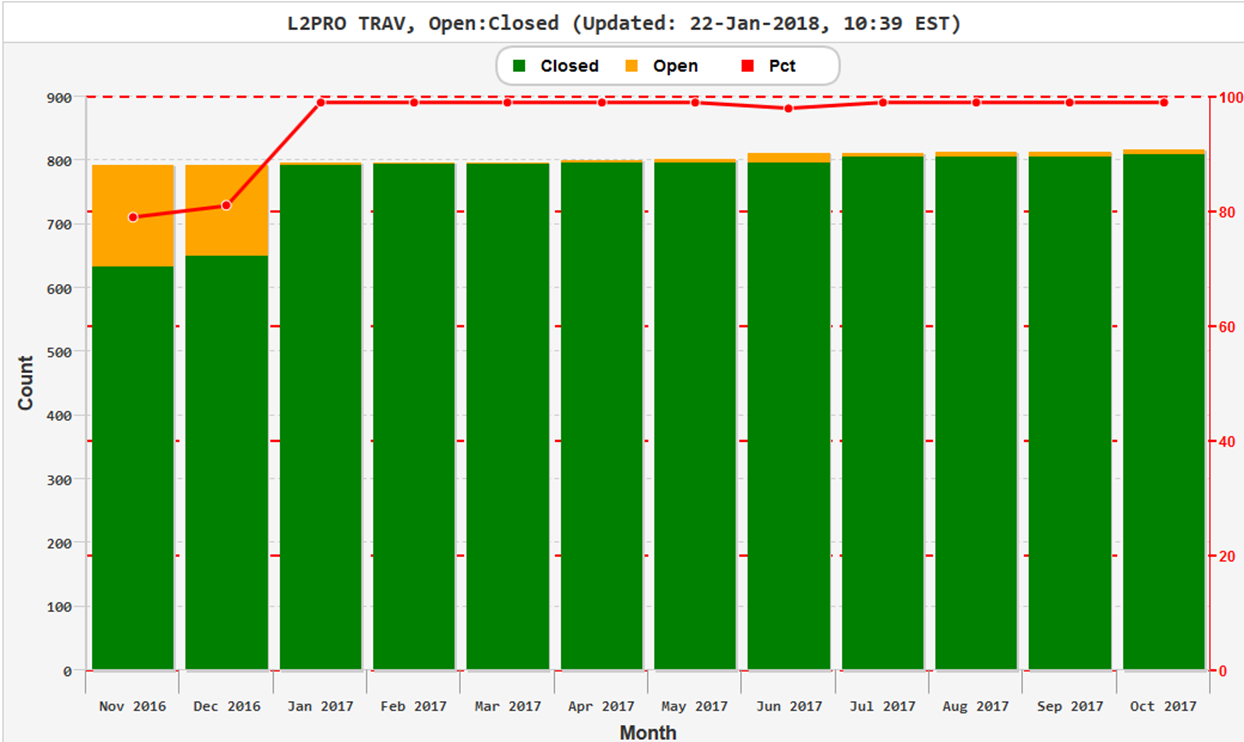 L2PRO TRAV, Open:Closed (Updated: 22-Jan-2018, 10:39 EST)
Closed Open Pct
900 100
800
700 80
600
500 60
400 40
300
200 20
100
0 0
Count
Nov 2016 Dec 2016 Jan 2017 Feb 2017 Mar 2017 Apr 2017 May 2017 Jun 2017 Jul 2017 Aug 2017 Sep 2017 Oct 2017
Month